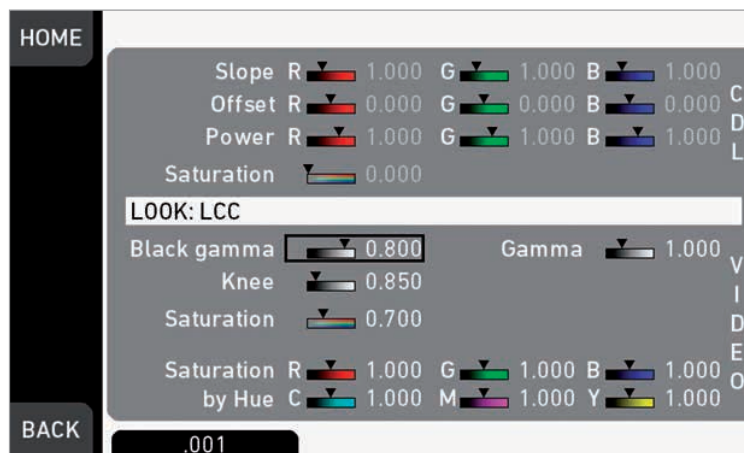 HOME
Slope R 1.000 G 1.000 B 1.000
Offset R 0.000 G 0.000 B 0.000
Power R 1.000 G 1.000 B 1.000
Saturation 0.000
CDL
LOOK: LCC
Black gamma 0.800 Gamma 1.000
Knee 0.850
Saturation 0.700
Saturation R 1.000 G 1.000 B 1.000
by Hue C 1.000 M 1.000 Y 1.000
VIDEO
BACK
.001